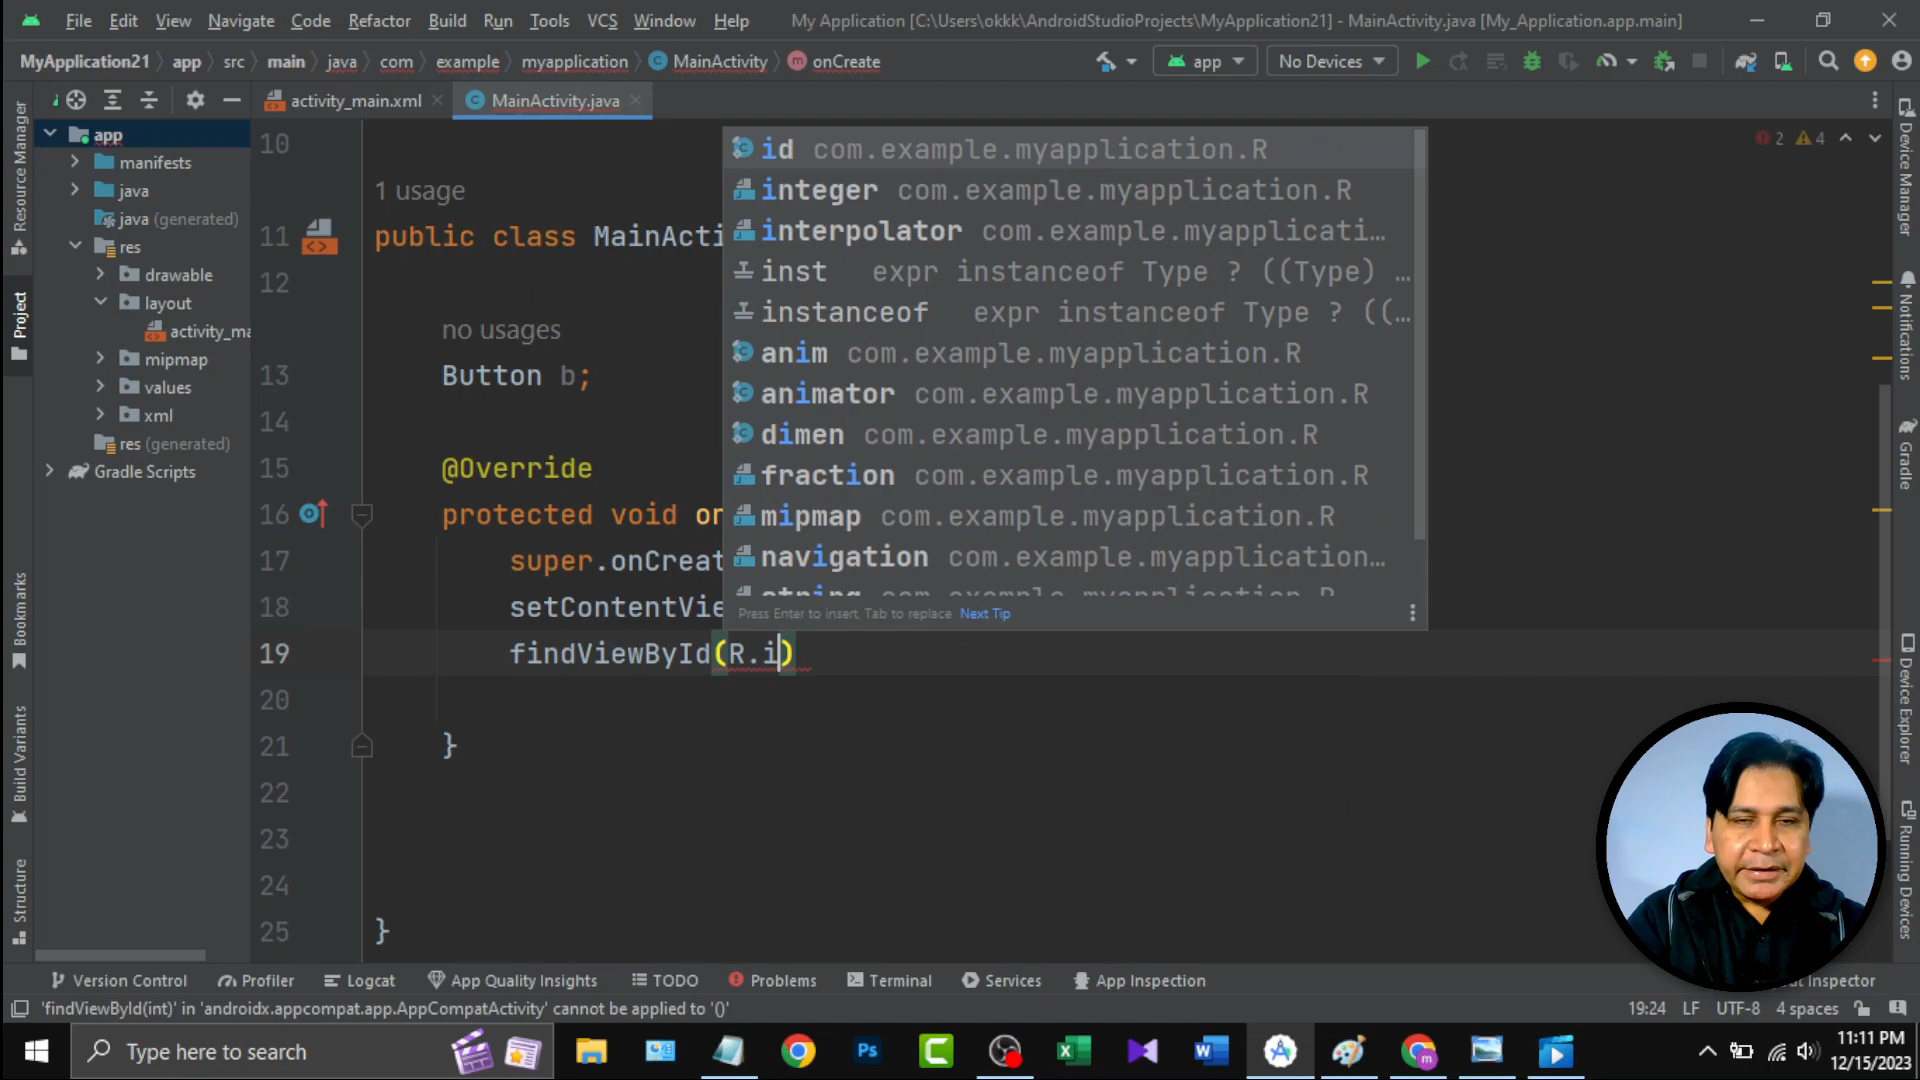 File Edit View Navigate Code Refactor Build Run Tools VCS Window Help My Application [C:\Users\okkk\AndroidStudioProjects\MyApplication21] - MainActivity.java [My_Application.app.main]
MyApplication21 app src main java com example myapplication MainActivity onCreate app No Devices
activity_main.xml MainActivity.java
Resource Manager
Project
Bookmarks
Build Variants
Structure
app
manifests
java
java (generated)
res
drawable
layout
activity_ma
mipmap
values
xml
res (generated)
Gradle Scripts
2 4
10
1 usage
11 public class MainActi
12
no usages
13 Button b;
14
15 @Override
16 protected void on
17 super.onCreat
18 setContentVie
19 findViewById(R.i)
20
21 }
22
23
24
25 }
id com.example.myapplication.R
integer com.example.myapplication.R
interpolator com.example.myapplicati…
inst expr instanceof Type ? ((Type) …
instanceof expr instanceof Type ? ((…
anim com.example.myapplication.R
animator com.example.myapplication.R
dimen com.example.myapplication.R
fraction com.example.myapplication.R
mipmap com.example.myapplication.R
navigation com.example.myapplication…
string com.example.myapplication.R
Press Enter to insert, Tab to replace Next Tip
Device Manager
Notifications
Gradle
Device Explorer
Running Devices
Version Control Profiler Logcat App Quality Insights TODO Problems Terminal Services App Inspection Inspector
'findViewById(int)' in 'androidx.appcompat.app.AppCompatActivity' cannot be applied to '()' 19:24 LF UTF-8 4 spaces
Type here to search
11:11 PM
12/15/2023